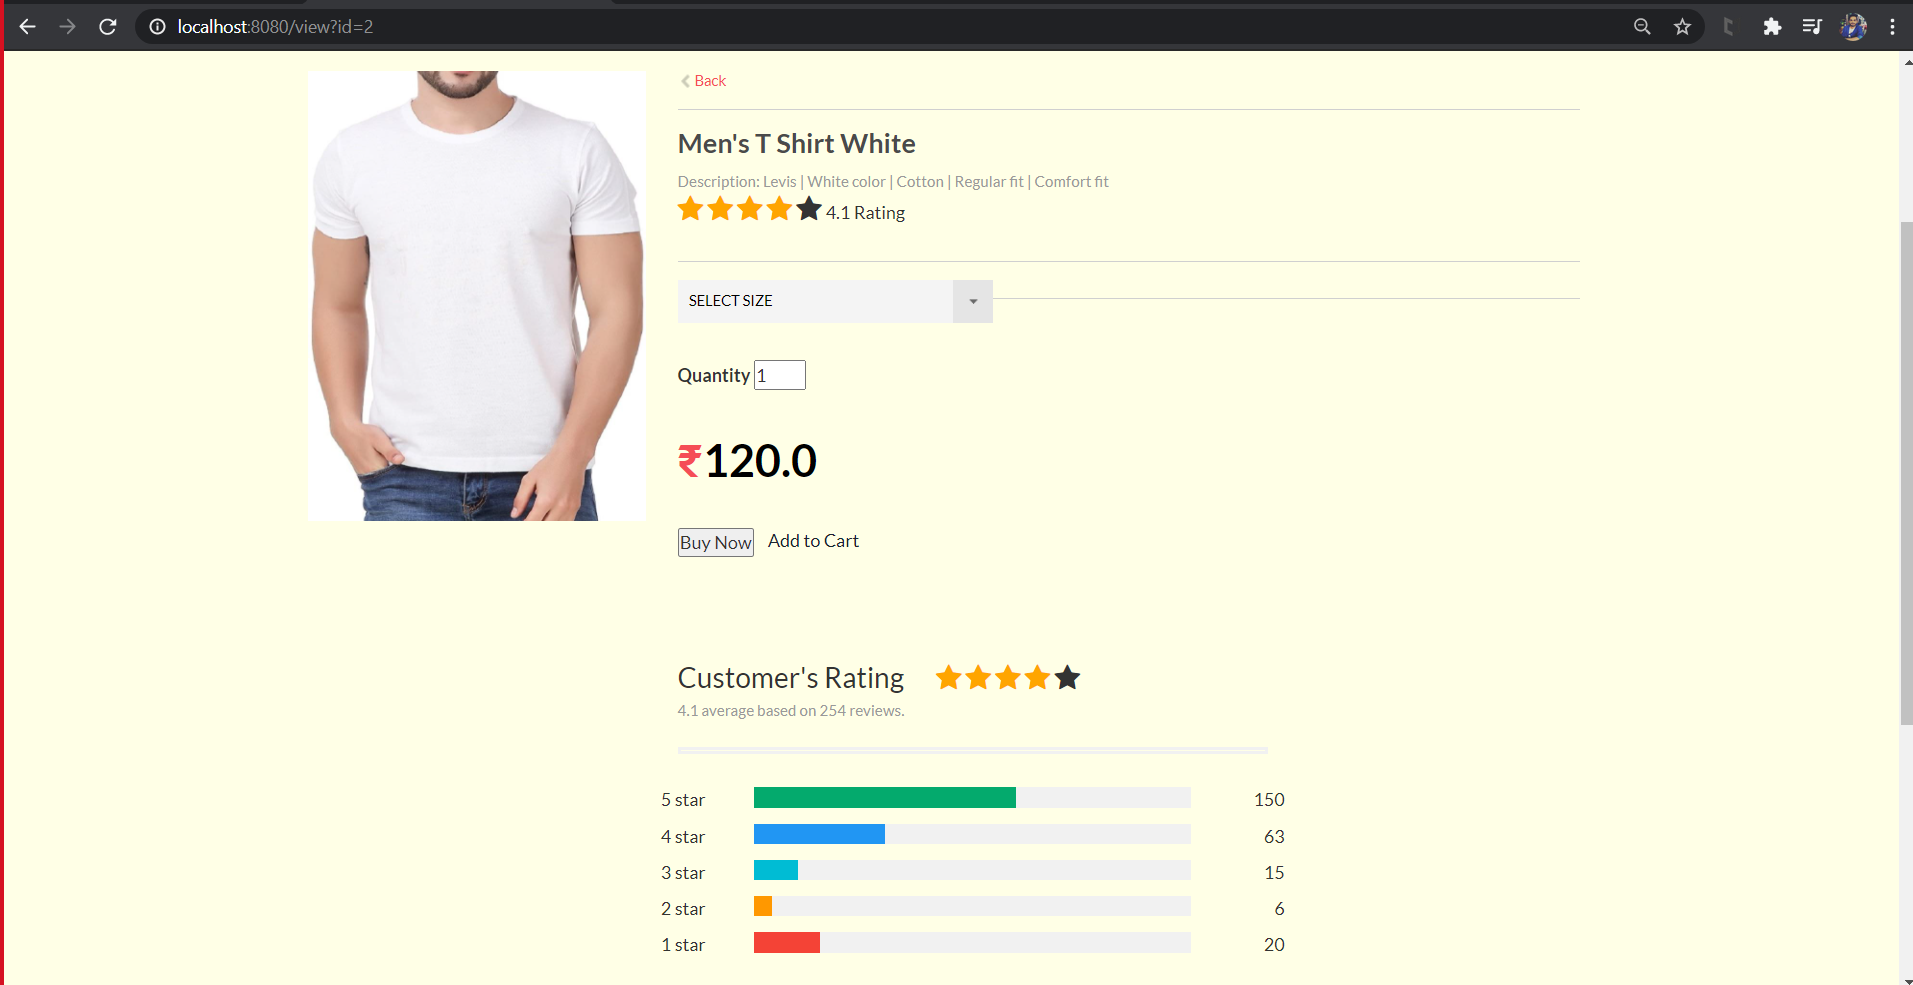 localhost:8080/view?id=2
Back
Men's T Shirt White
Description: Levis | White color | Cotton | Regular fit | Comfort fit
4.1 Rating
SELECT SIZE
Quantity 1
₹120.0
Buy Now Add to Cart
Customer's Rating
4.1 average based on 254 reviews.
5 star 150
4 star 63
3 star 15
2 star 6
1 star 20